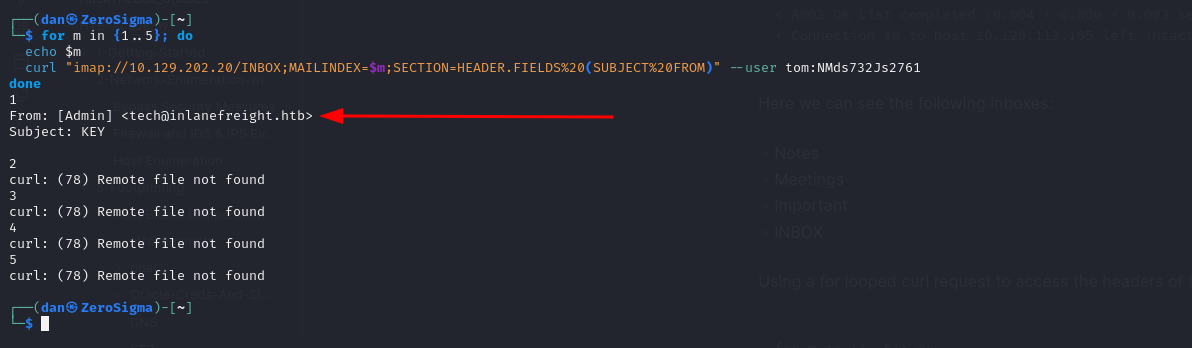 ┌──(dan㉿ZeroSigma)-[~]
└─$ for m in {1..5}; do
echo $m
curl "imap://10.129.202.20/INBOX;MAILINDEX=$m;SECTION=HEADER.FIELDS%20(SUBJECT%20FROM)" --user tom:NMds732Js2761
done
1
From: [Admin] <tech@inlanefreight.htb>
Subject: KEY
2
curl: (78) Remote file not found
3
curl: (78) Remote file not found
4
curl: (78) Remote file not found
5
curl: (78) Remote file not found
┌──(dan㉿ZeroSigma)-[~]
└─$
Here we can see the following inboxes:
• Notes
• Meetings
• Important
• INBOX
Using a for looped curl request to access the headers of